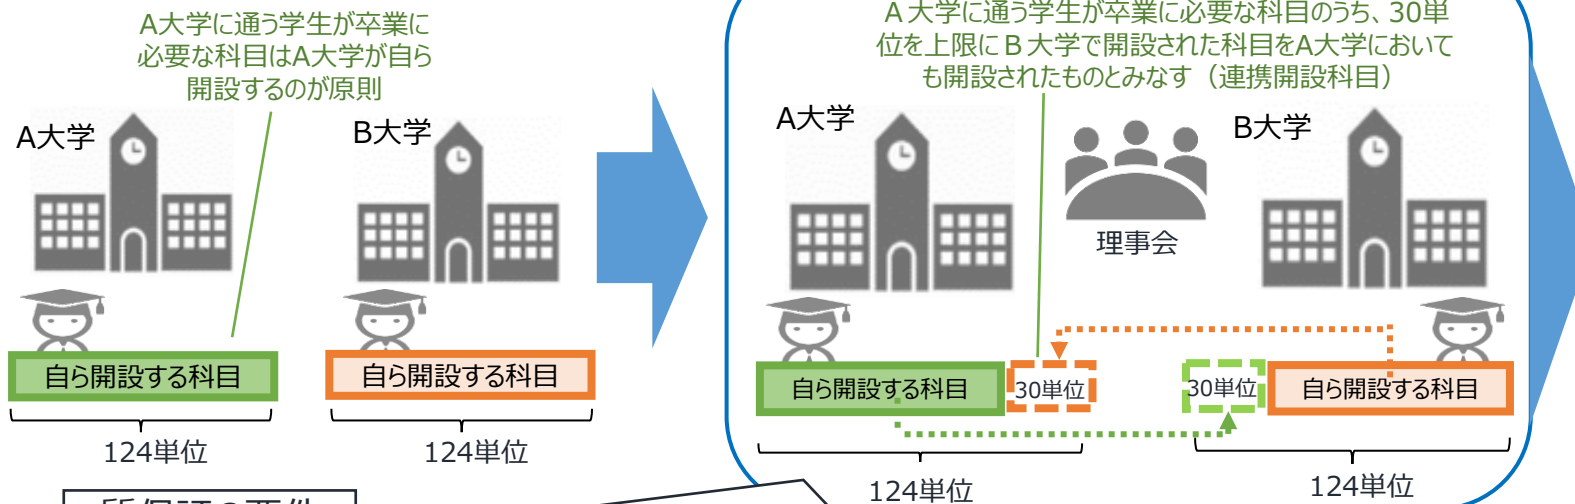 A大学に通う学生が卒業に
必要な科目はA大学が自ら
開設するのが原則
A大学
B大学
自ら開設する科目
自ら開設する科目
124単位
124単位
A大学に通う学生が卒業に必要な科目のうち、30単
位を上限にB大学で開設された科目をA大学において
も開設されたものとみなす（連携開設科目）
A大学
理事会
B大学
自ら開設する科目
30単位
30単位
自ら開設する科目
124単位
124単位
質保証の要件